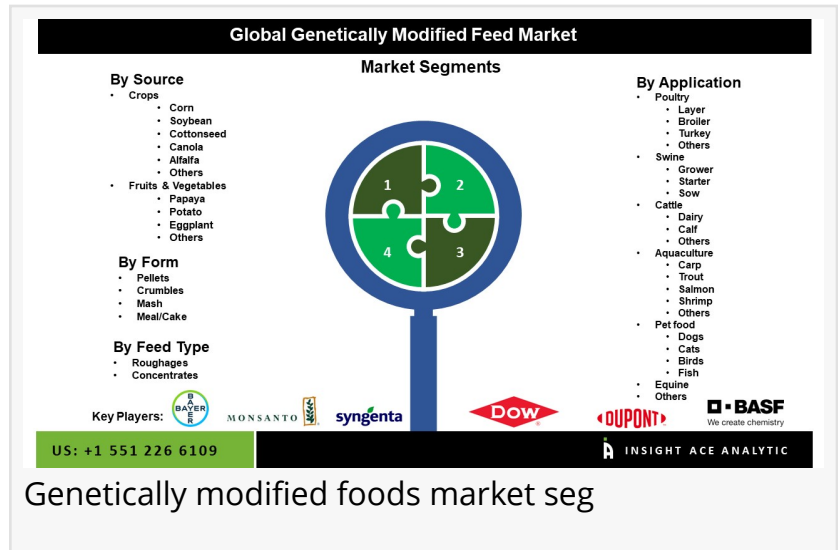 Global Genetically Modified Feed Market
Market Segments
By Source
• Crops
• Corn
• Soybean
• Cottonseed
• Canola
• Alfalfa
• Others
• Fruits & Vegetables
• Papaya
• Potato
• Eggplant
• Others
By Form
• Pellets
• Crumbles
• Mash
• Meal/Cake
By Feed Type
• Roughages
• Concentrates
1
2
4
3
By Application
• Poultry
• Layer
• Broiler
• Turkey
• Others
• Swine
• Grower
• Starter
• Sow
• Cattle
• Dairy
• Calf
• Others
• Aquaculture
• Carp
• Trout
• Salmon
• Shrimp
• Others
• Pet food
• Dogs
• Cats
• Birds
• Fish
• Equine
• Others
Key Players:
BAYER
BAYER
MONSANTO
syngenta
DOW
DUPONT
BASF
We create chemistry
US: +1 551 226 6109
INSIGHT ACE ANALYTIC
Genetically modified foods market seg